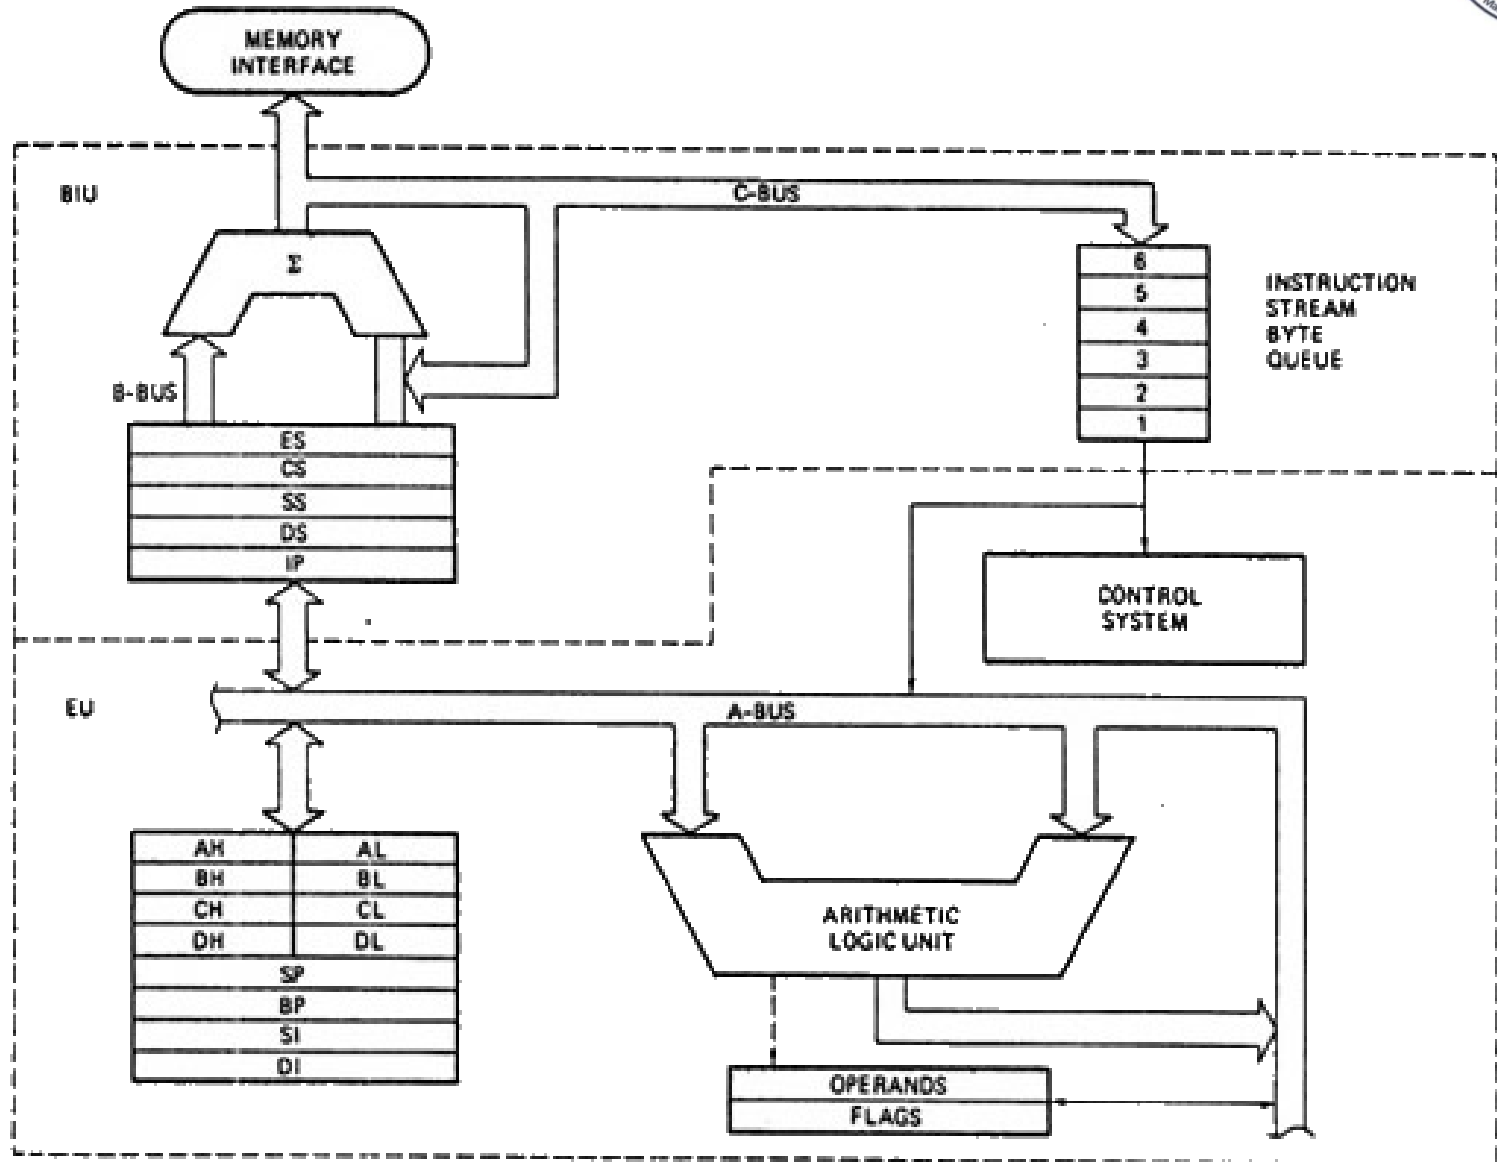 MEMORY
INTERFACE
BIU
C-BUS
Σ
6
5
4
3
2
1
INSTRUCTION
STREAM
BYTE
QUEUE
B-BUS
ES
CS
SS
DS
IP
CONTROL
SYSTEM
EU
A-BUS
AH AL
BH BL
CH CL
DH DL
SP
BP
SI
DI
ARITHMETIC
LOGIC UNIT
OPERANDS
FLAGS